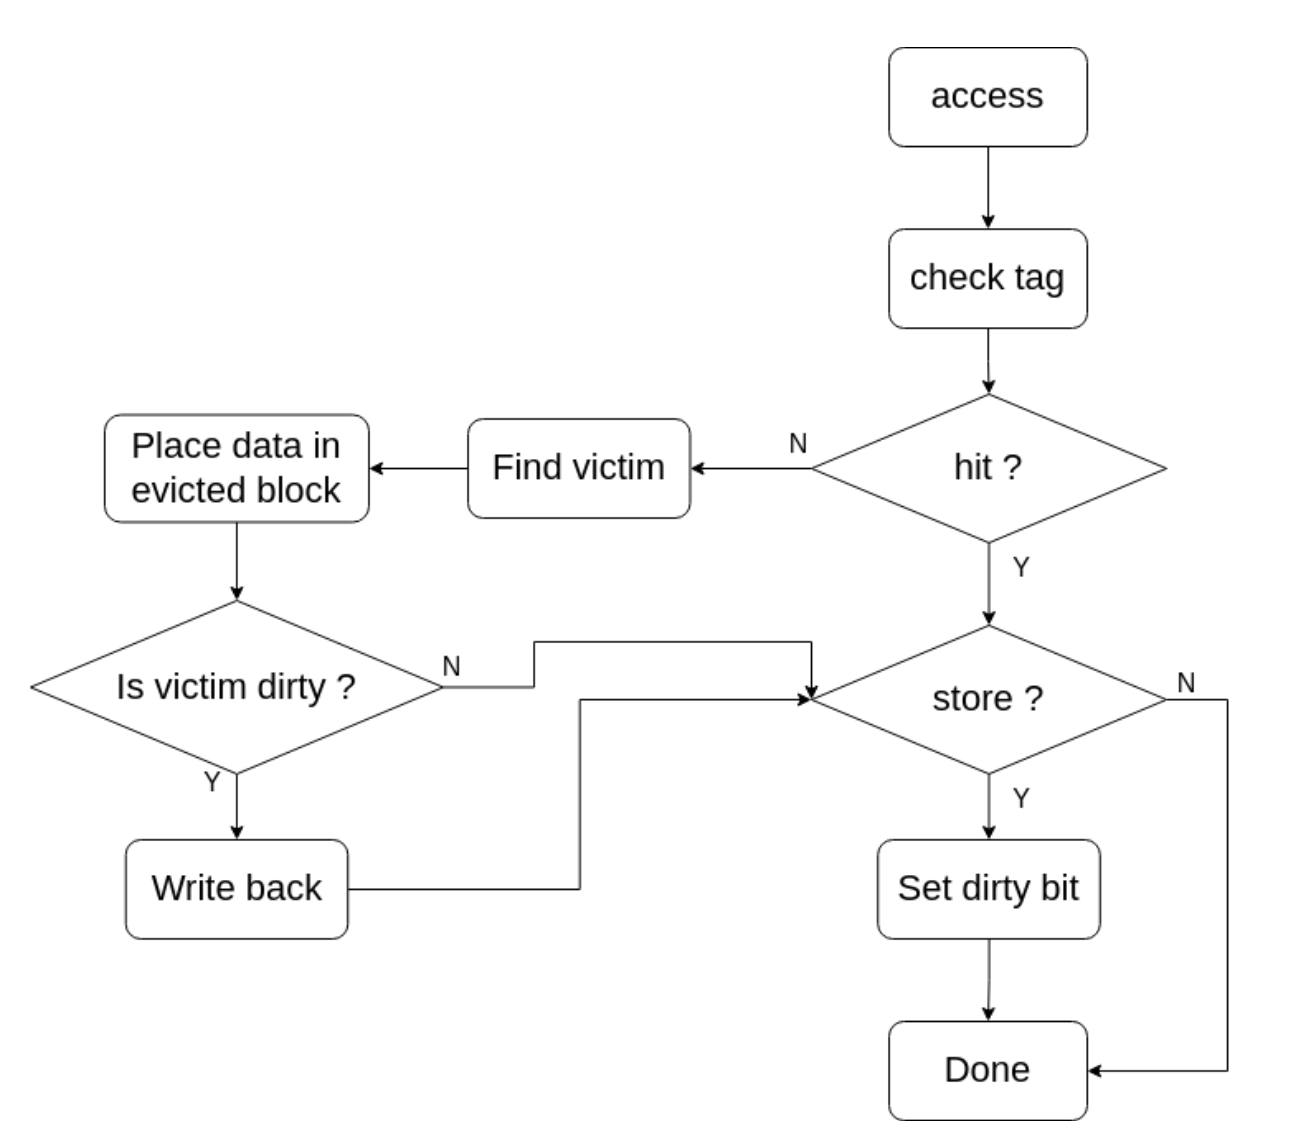 access
check tag
hit ?
N
Y
Find victim
Place data in
evicted block
Is victim dirty ?
N
Y
Write back
store ?
N
Y
Set dirty bit
Done